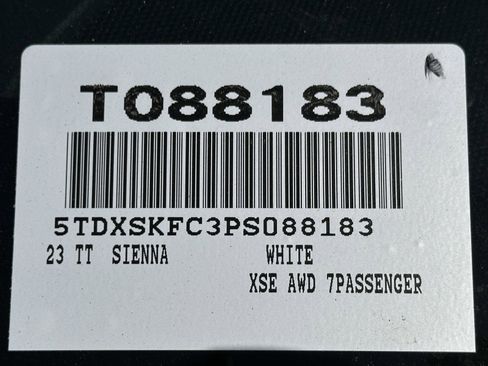 T088183
5TDXSKFC3PS088183
23 TT SIENNA WHITE
XSE AWD 7PASSENGER